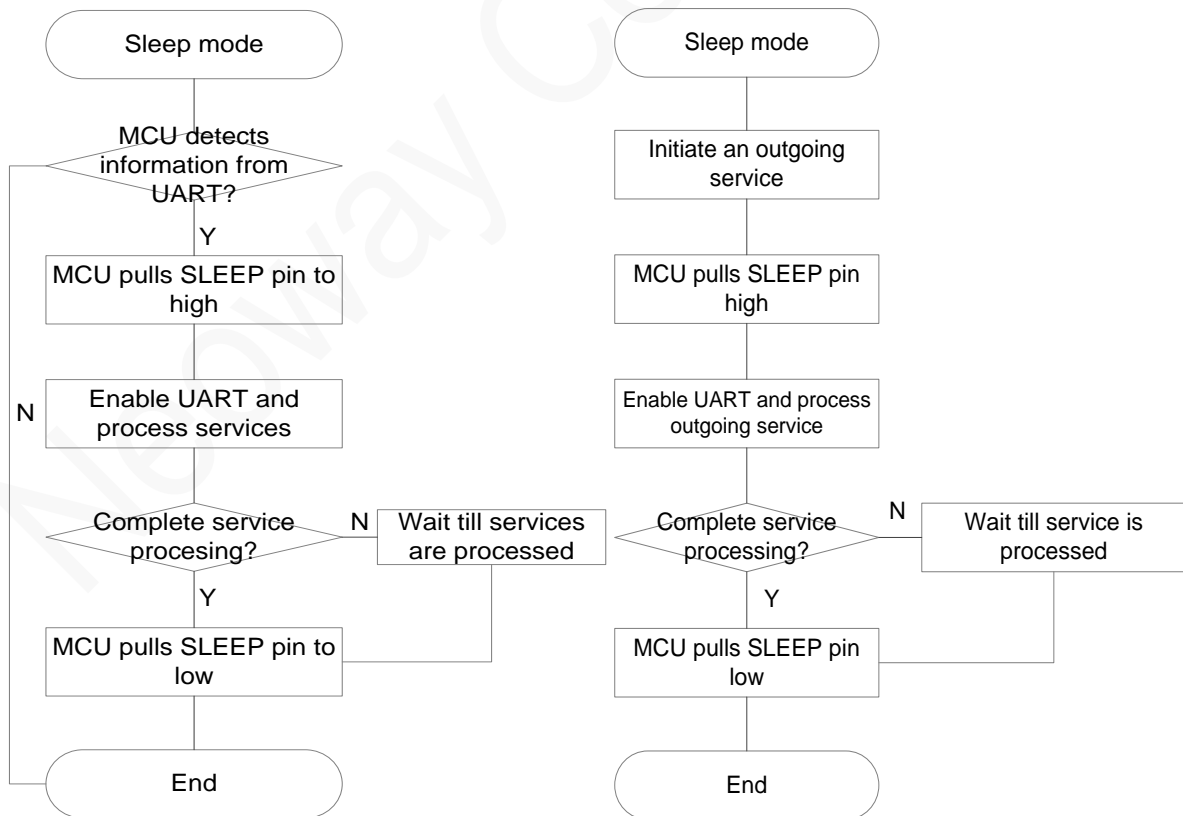 Sleep mode
MCU detects
information from
UART?
Y
MCU pulls SLEEP pin to
high
N
Enable UART and
process services
Complete service
procesing?
N
Wait till services
are processed
Y
MCU pulls SLEEP pin to
low
End
Sleep mode
Initiate an outgoing
service
MCU pulls SLEEP pin
high
Enable UART and process
outgoing service
Complete service
processing?
N
Wait till service is
processed
Y
MCU pulls SLEEP pin
low
End
Neoway Co